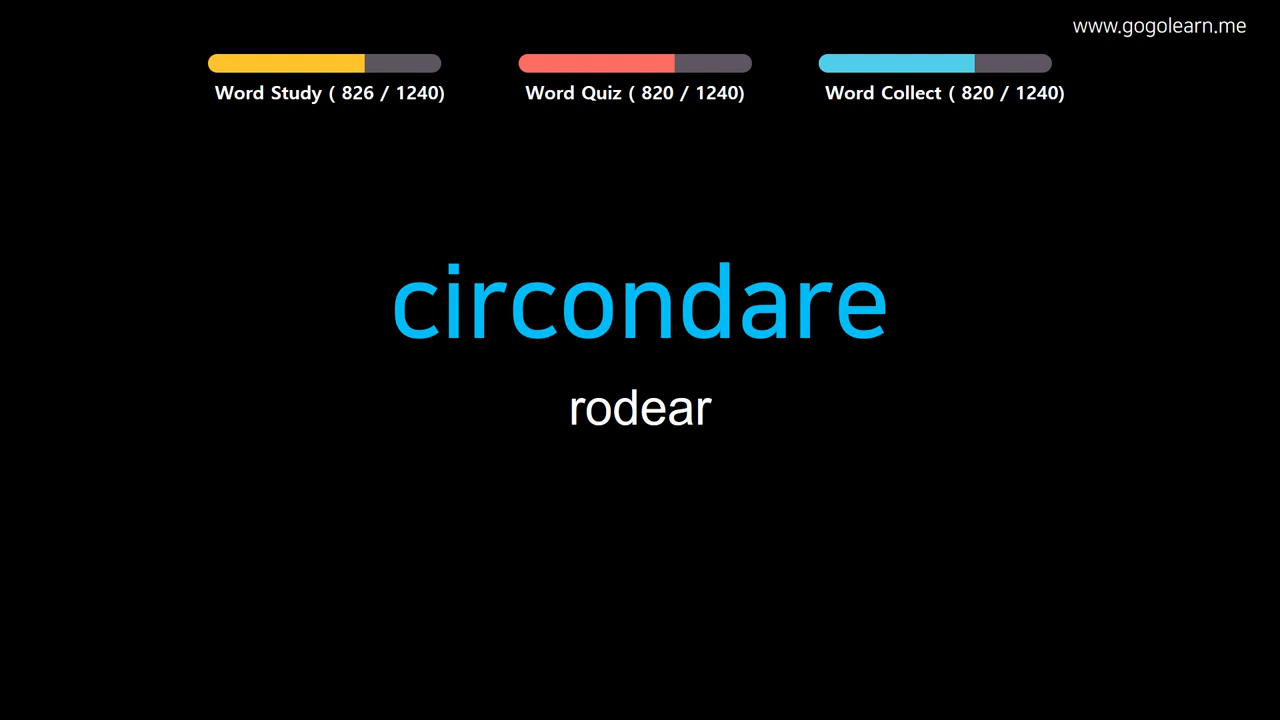 www.gogolearn.me
Word Study ( 826 / 1240)
Word Quiz ( 820 / 1240)
Word Collect ( 820 / 1240)
circondare
rodear